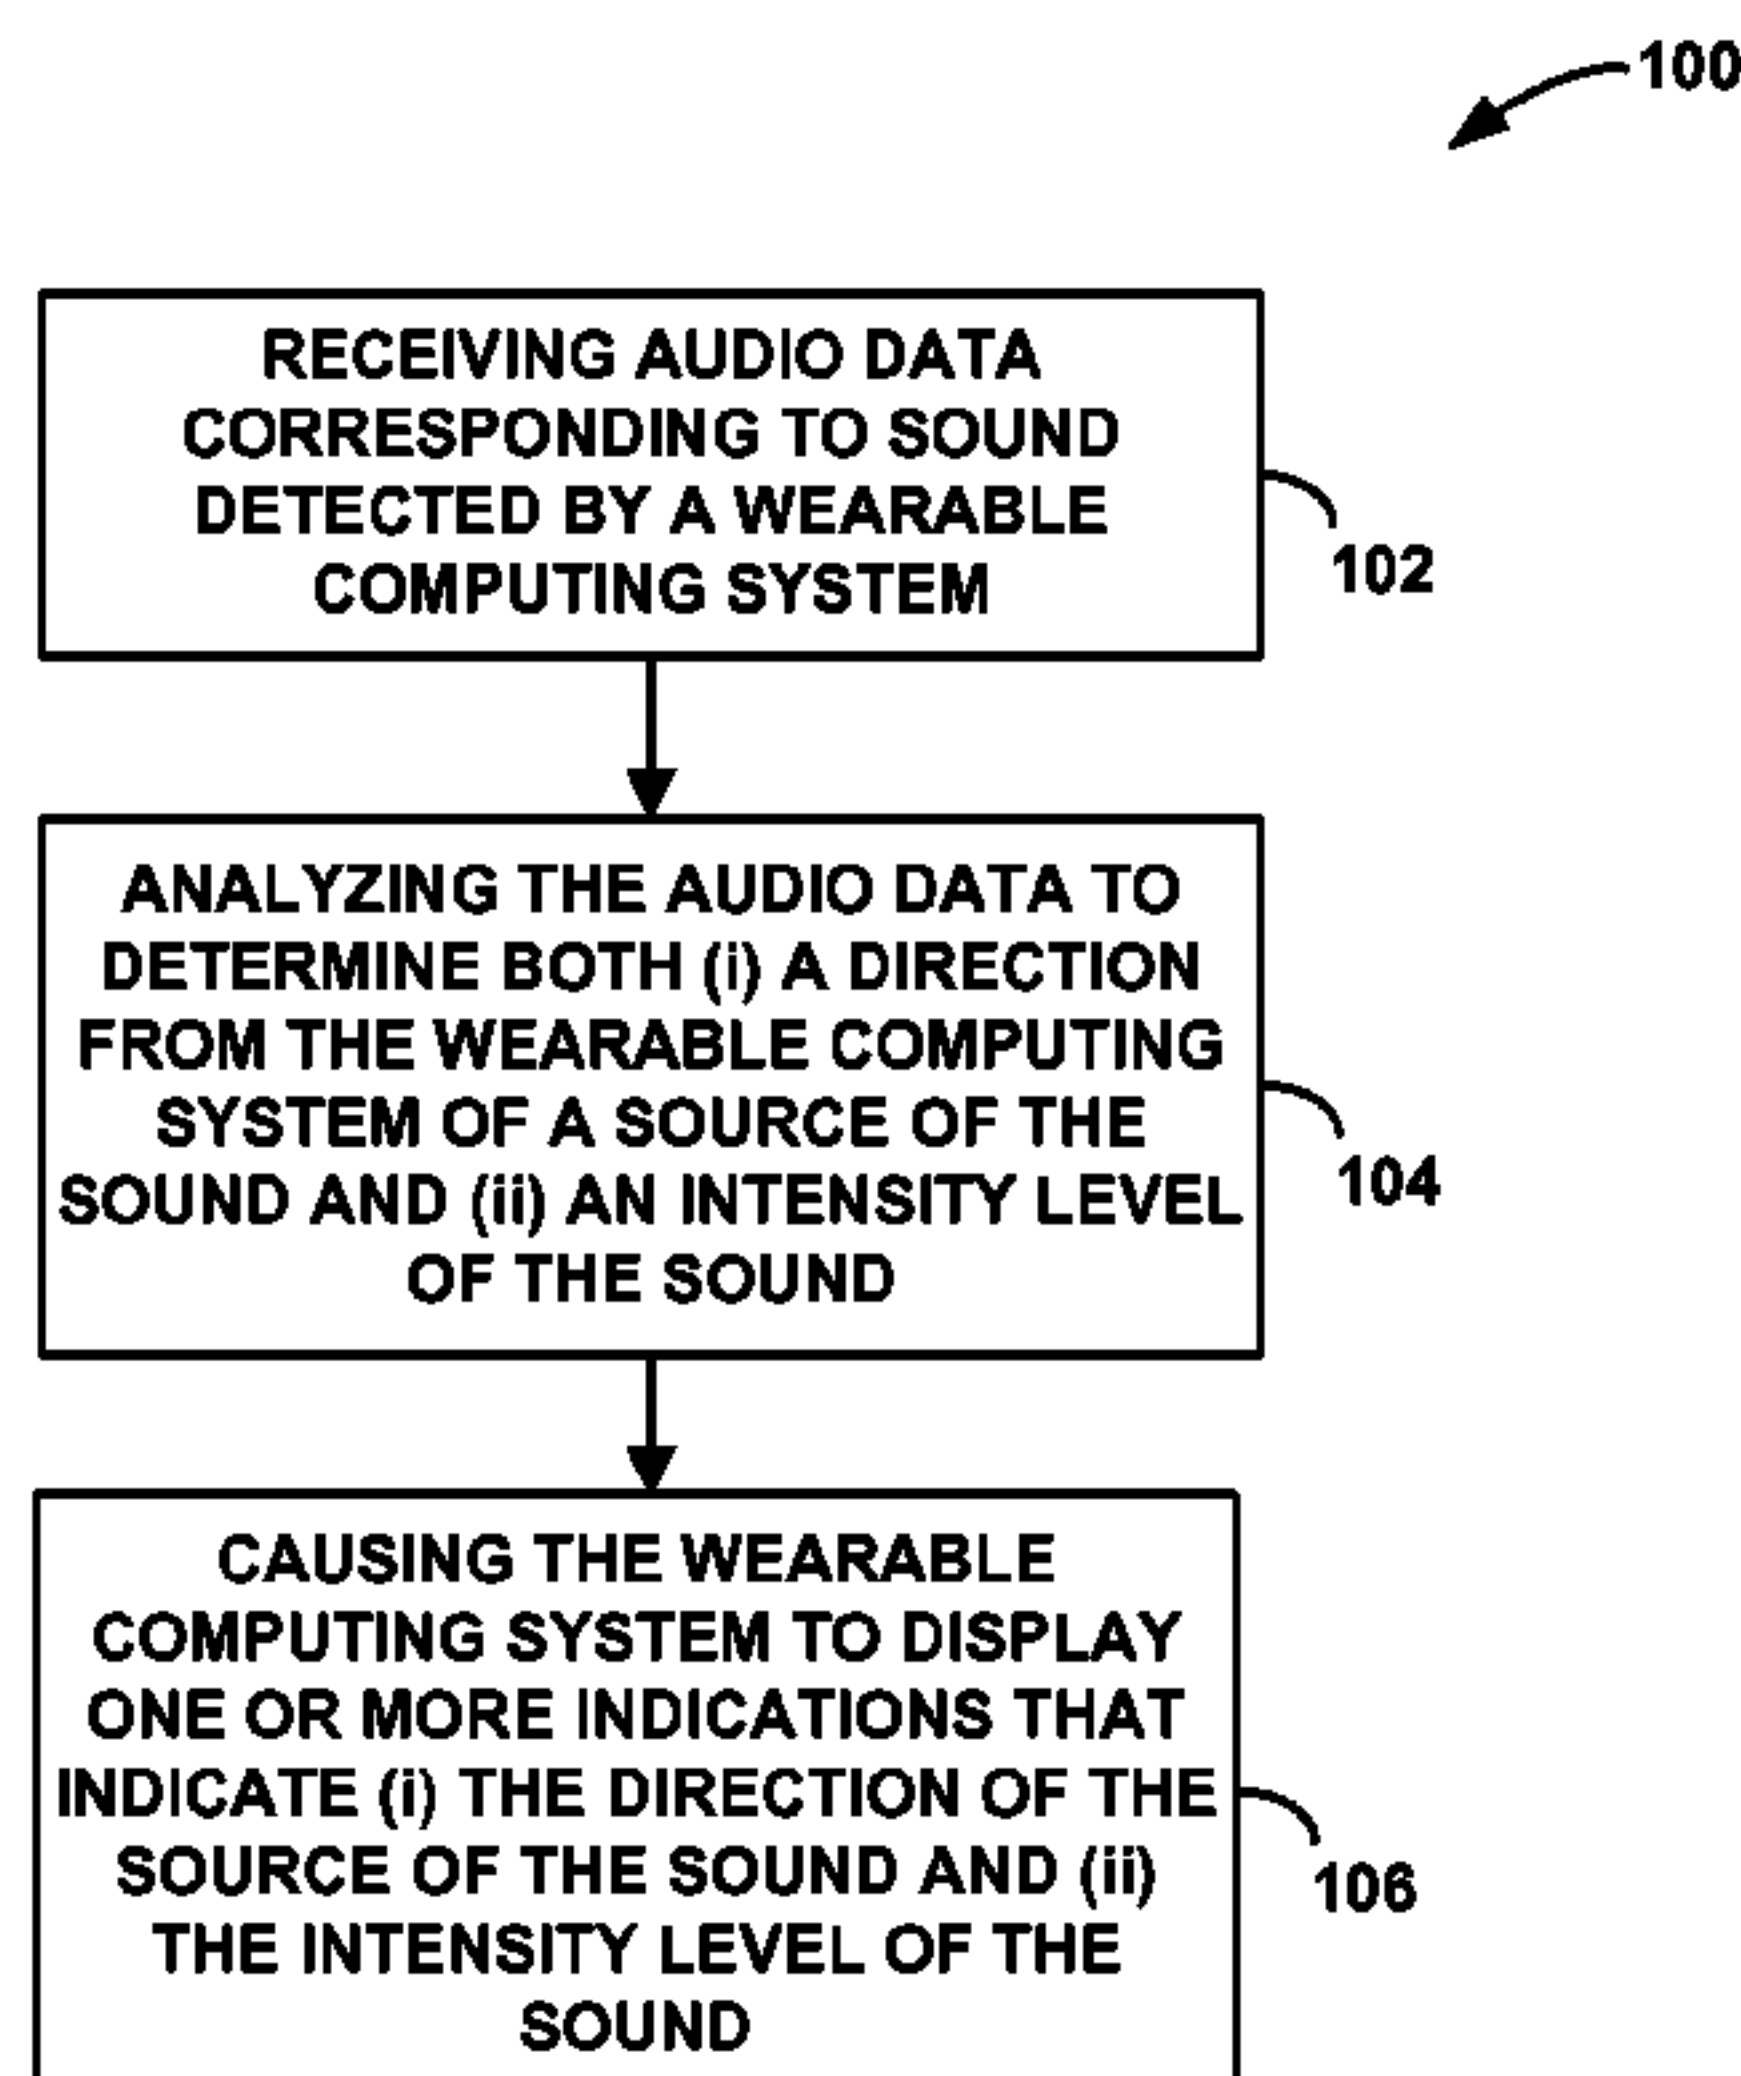 100
RECEIVING AUDIO DATA
CORRESPONDING TO SOUND
DETECTED BY A WEARABLE
COMPUTING SYSTEM
102
ANALYZING THE AUDIO DATA TO
DETERMINE BOTH (i) A DIRECTION
FROM THE WEARABLE COMPUTING
SYSTEM OF A SOURCE OF THE
SOUND AND (ii) AN INTENSITY LEVEL
OF THE SOUND
104
CAUSING THE WEARABLE
COMPUTING SYSTEM TO DISPLAY
ONE OR MORE INDICATIONS THAT
INDICATE (i) THE DIRECTION OF THE
SOURCE OF THE SOUND AND (ii)
THE INTENSITY LEVEL OF THE
SOUND
106